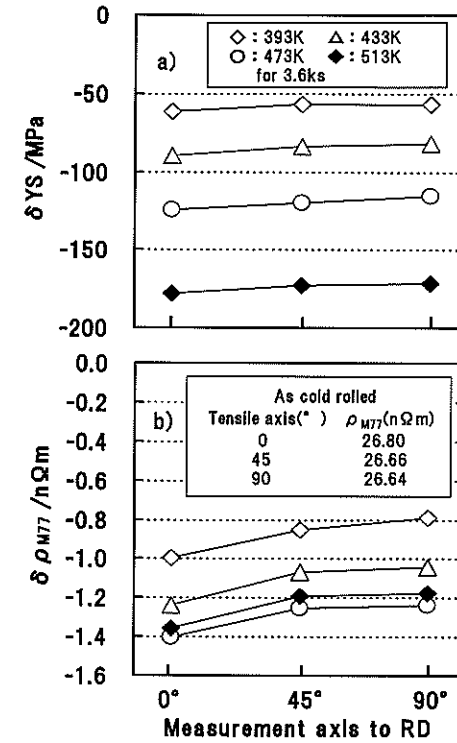 a)
◇ : 393K △ : 433K
○ : 473K ◆ : 513K
for 3.6ks
0
-50
-100
-150
-200
δYS /MPa
b)
As cold rolled
Tensile axis(° ) ρM77(nΩm)
0 26.80
45 26.66
90 26.64
0.0
-0.2
-0.4
-0.6
-0.8
-1.0
-1.2
-1.4
-1.6
δ ρM77/nΩm
0° 45° 90°
Measurement axis to RD